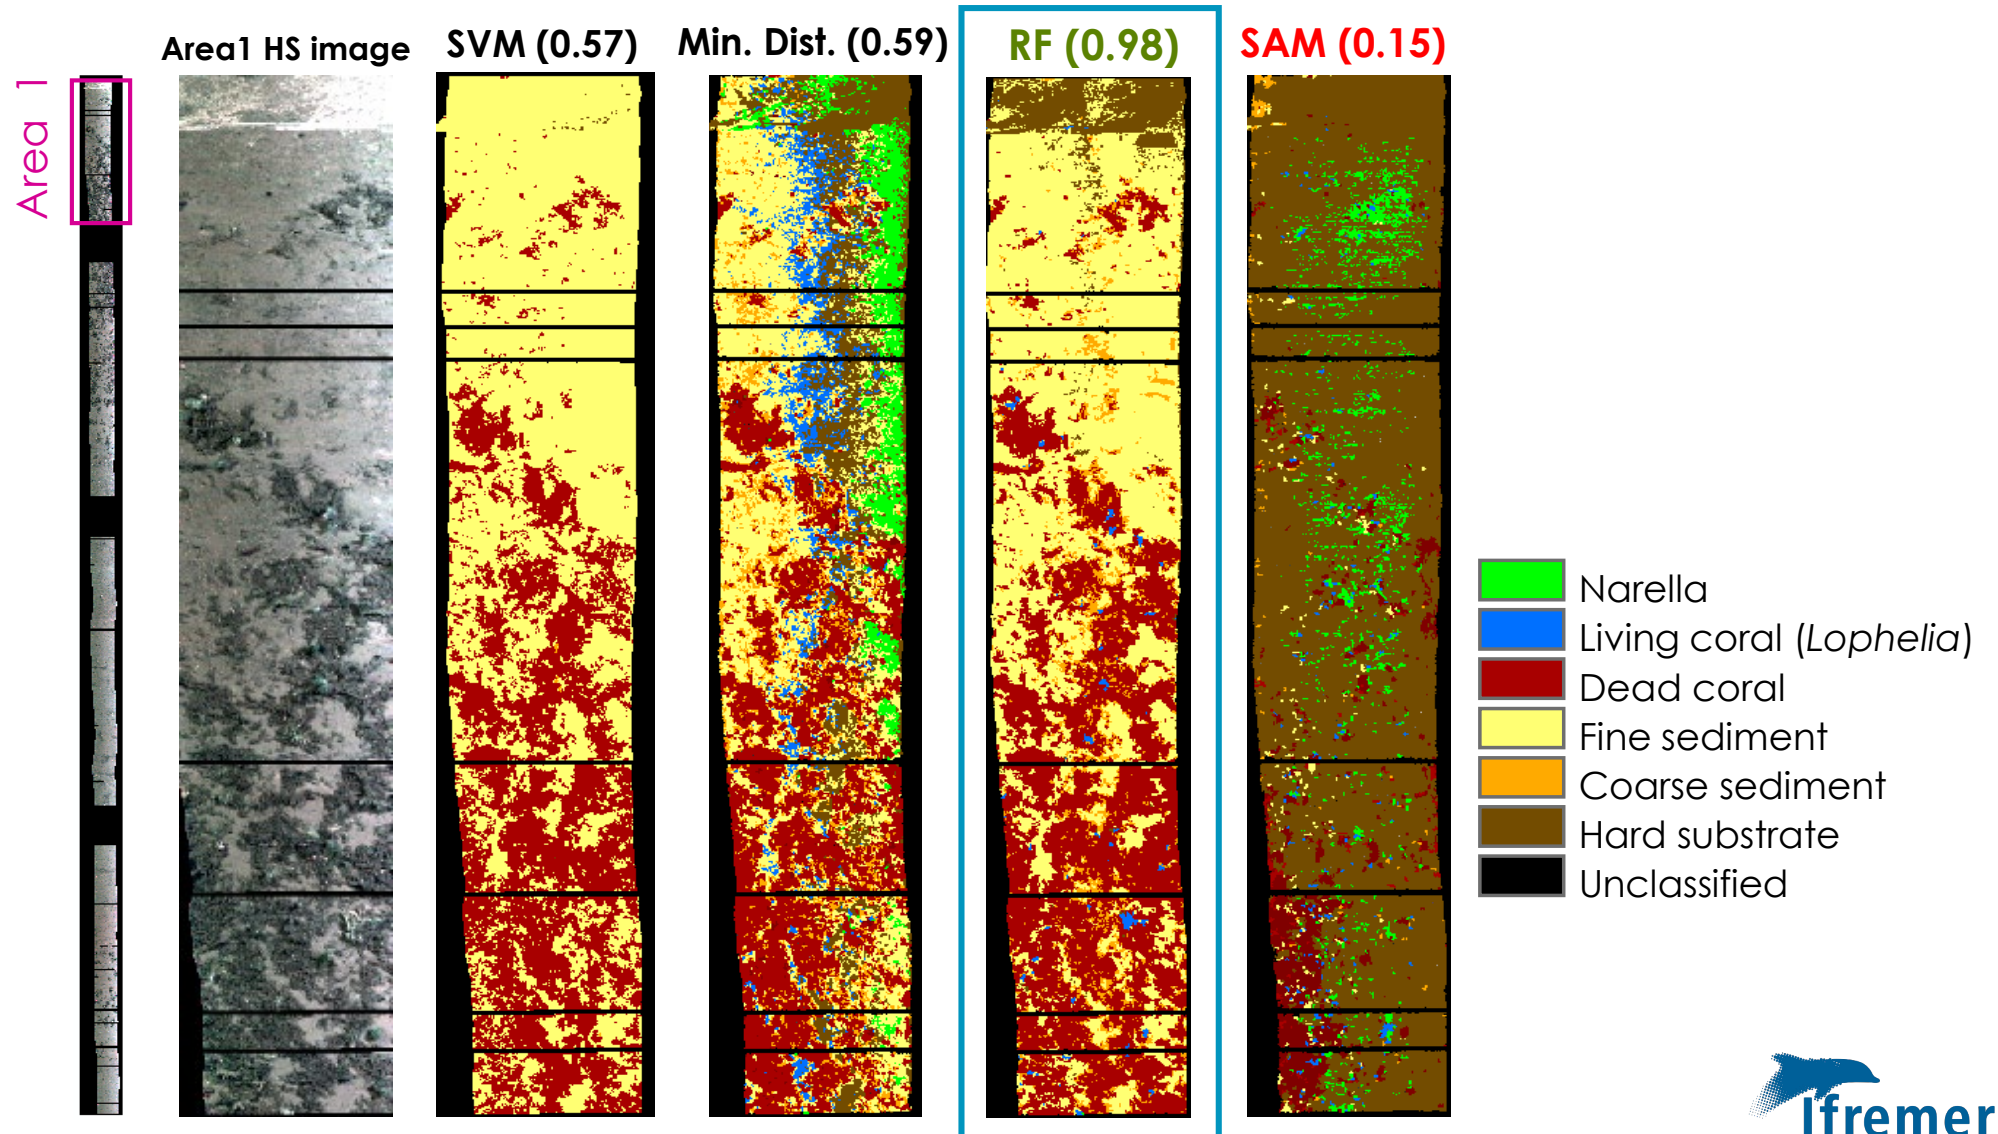 Area 1
Area1 HS image
SVM (0.57)
Min. Dist. (0.59)
RF (0.98)
SAM (0.15)
Narella
Living coral (Lophelia)
Dead coral
Fine sediment
Coarse sediment
Hard substrate
Unclassified
Ifremer